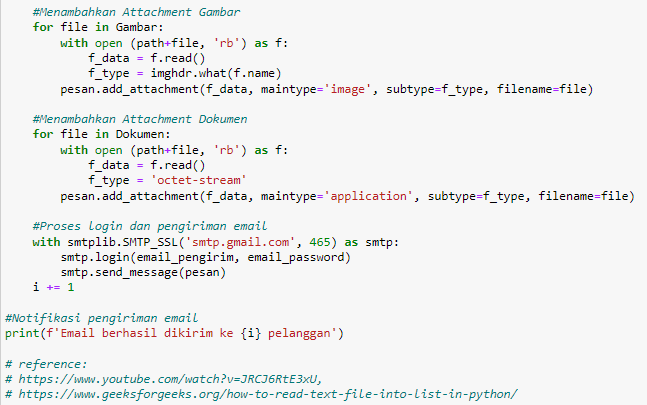 #Menambahkan Attachment Gambar
for file in Gambar:
with open (path+file, 'rb') as f:
f_data = f.read()
f_type = imghdr.what(f.name)
pesan.add_attachment(f_data, maintype='image', subtype=f_type, filename=file)
#Menambahkan Attachment Dokumen
for file in Dokumen:
with open (path+file, 'rb') as f:
f_data = f.read()
f_type = 'octet-stream'
pesan.add_attachment(f_data, maintype='application', subtype=f_type, filename=file)
#Proses login dan pengiriman email
with smtplib.SMTP_SSL('smtp.gmail.com', 465) as smtp:
smtp.login(email_pengirim, email_password)
smtp.send_message(pesan)
i += 1
#Notifikasi pengiriman email
print(f'Email berhasil dikirim ke {i} pelanggan')
# reference:
# https://www.youtube.com/watch?v=JRCJ6RtE3xU,
# https://www.geeksforgeeks.org/how-to-read-text-file-into-list-in-python/